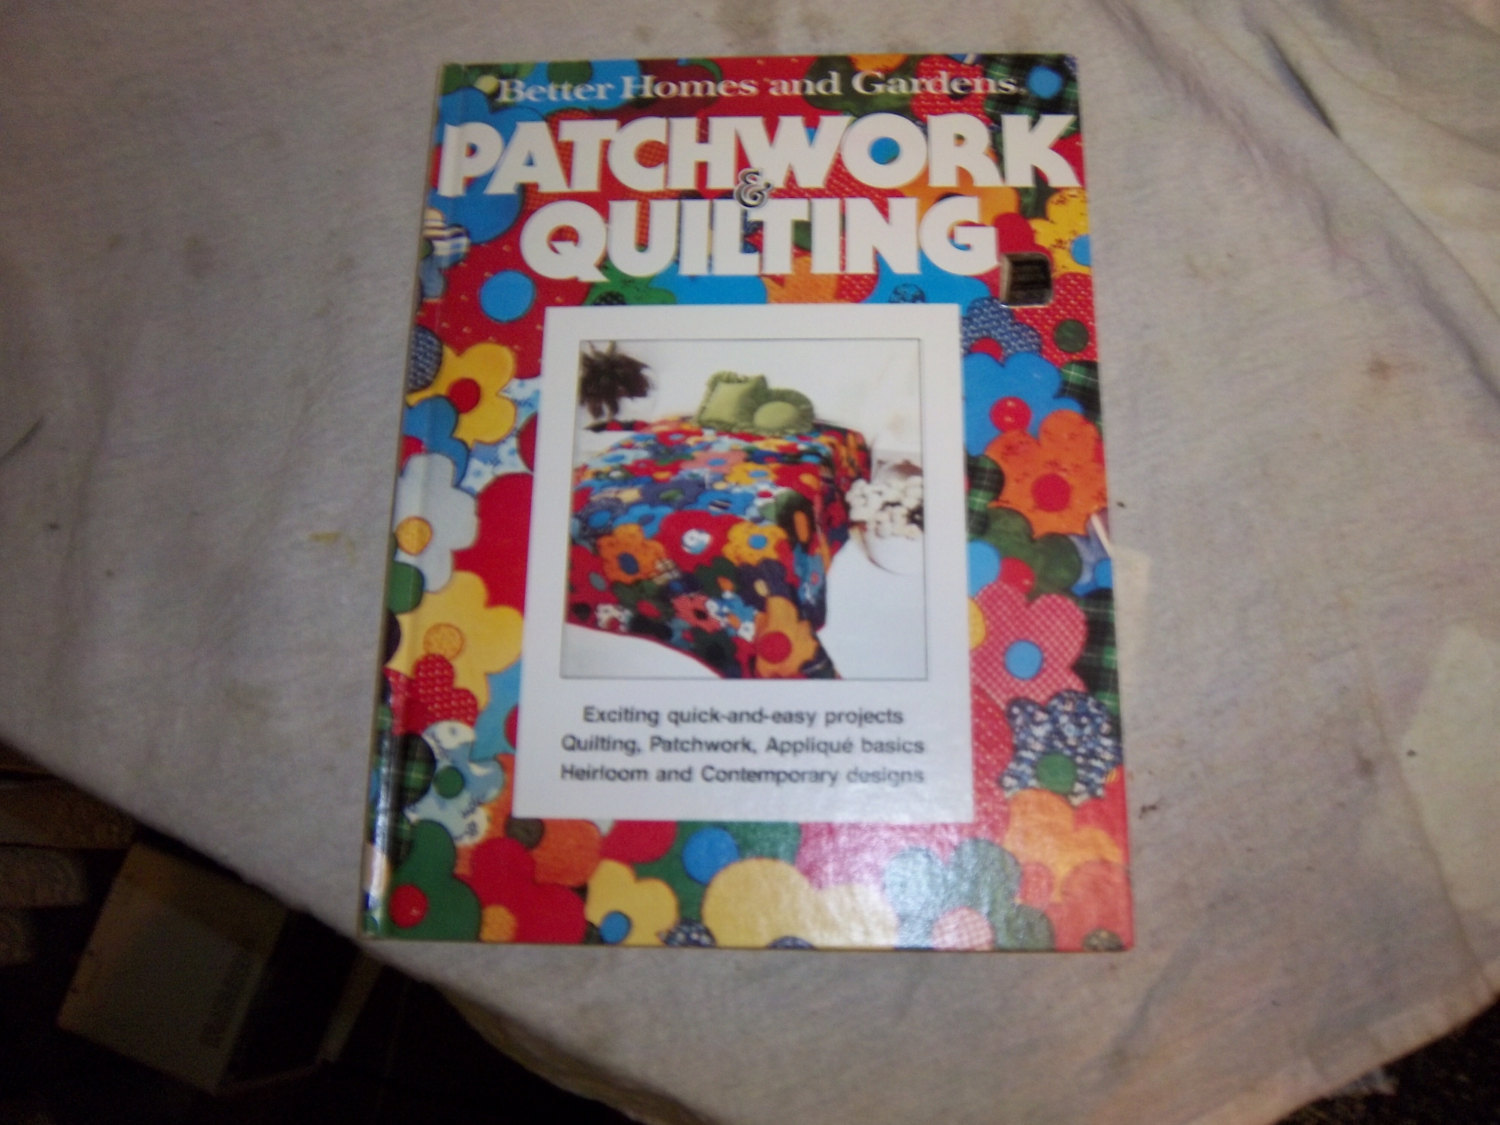 Better Homes and Gardens®
PATCHWORK
&
QUILTING
Exciting quick-and-easy projects
Quilting, Patchwork, Appliqué basics
Heirloom and Contemporary designs